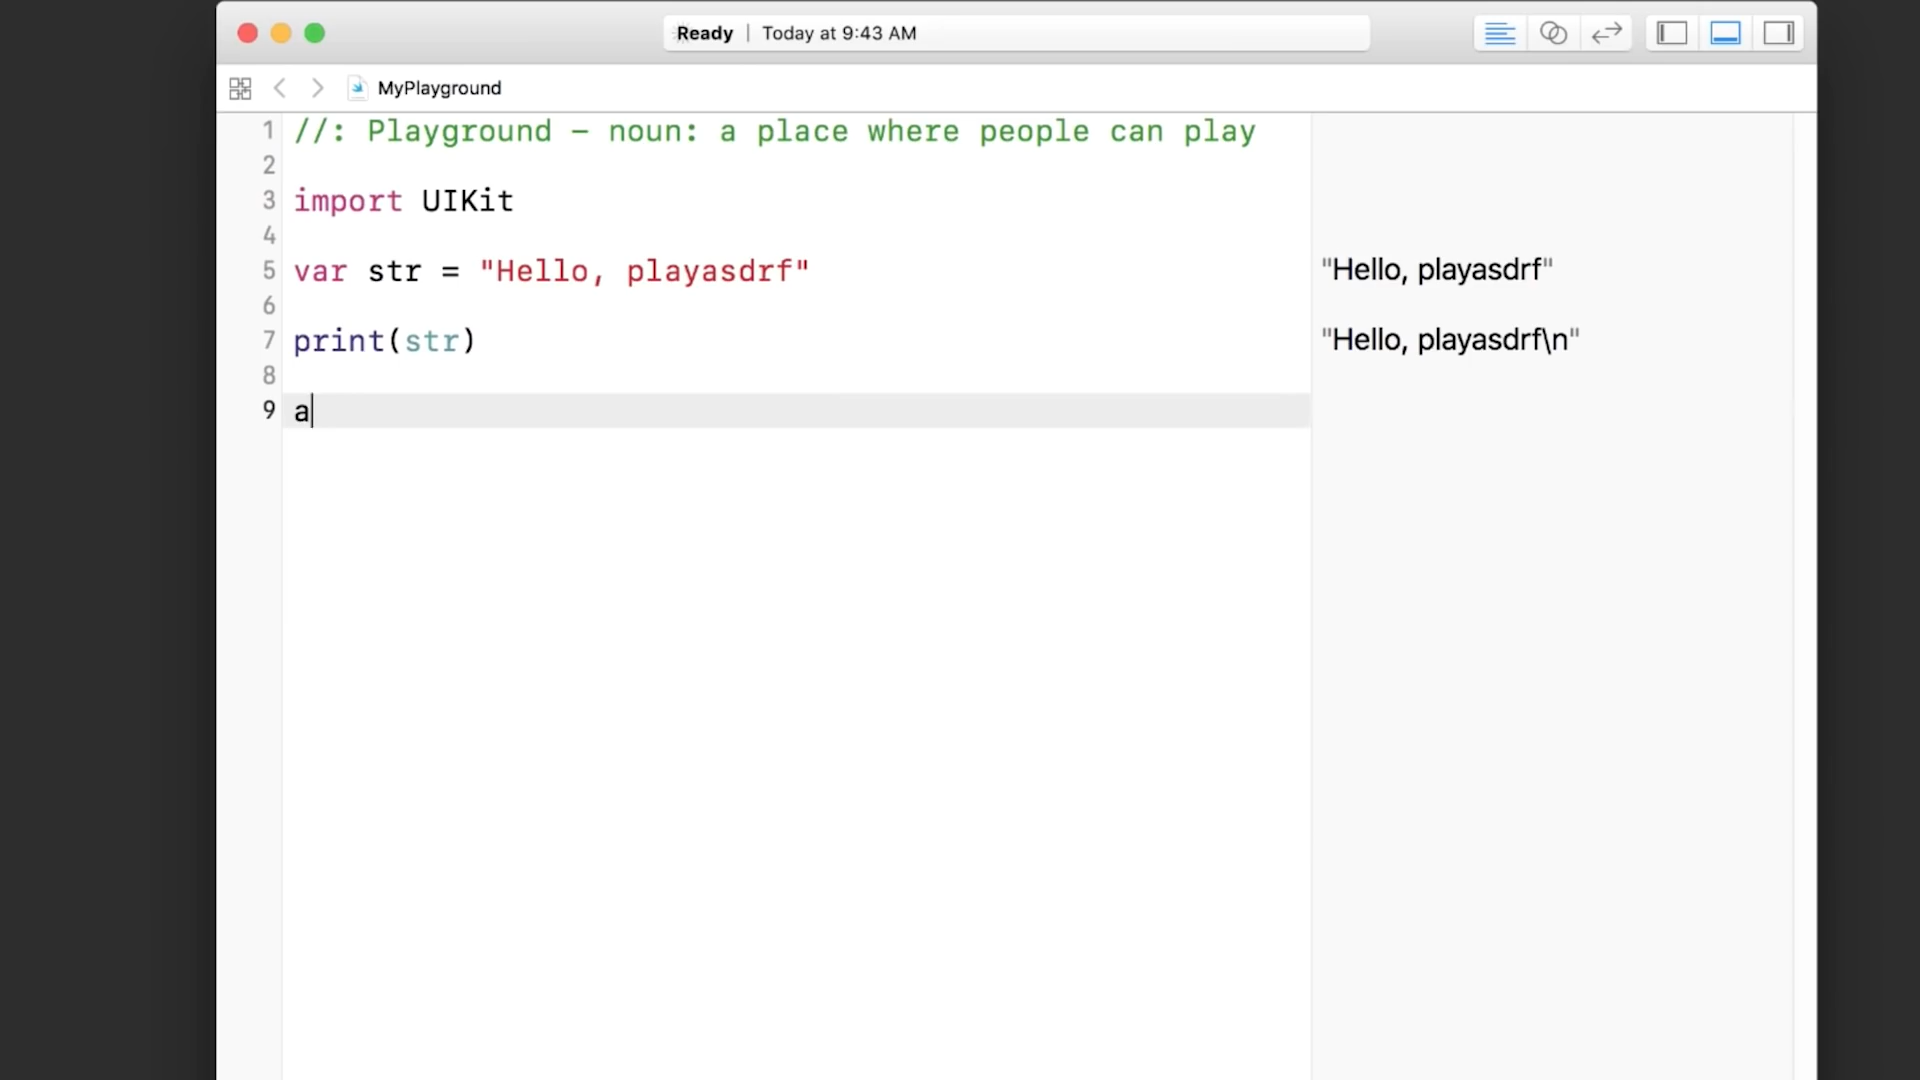 Ready | Today at 9:43 AM
MyPlayground
1 //: Playground – noun: a place where people can play
2
3 import UIKit
4
5 var str = "Hello, playasdrf" "Hello, playasdrf"
6
7 print(str) "Hello, playasdrf\n"
8
9 a